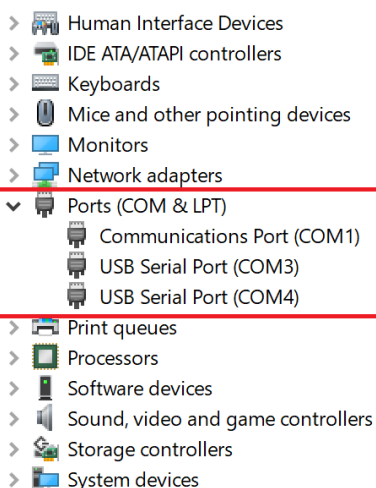 Human Interface Devices
IDE ATA/ATAPI controllers
Keyboards
Mice and other pointing devices
Monitors
Network adapters
Ports (COM & LPT)
Communications Port (COM1)
USB Serial Port (COM3)
USB Serial Port (COM4)
Print queues
Processors
Software devices
Sound, video and game controllers
Storage controllers
System devices